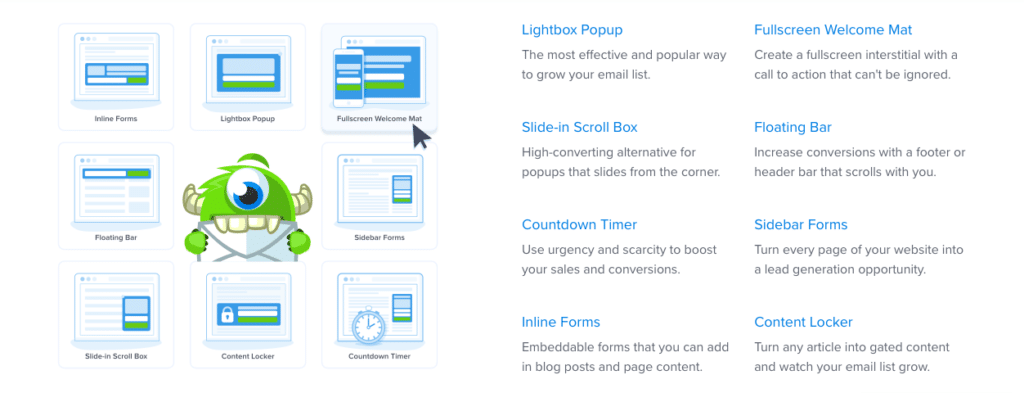 Inline Forms
Lightbox Popup
Fullscreen Welcome Mat
Floating Bar
Sidebar Forms
Slide-in Scroll Box
Content Locker
Countdown Timer
Lightbox Popup
The most effective and popular way
to grow your email list.
Fullscreen Welcome Mat
Create a fullscreen interstitial with a
call to action that can't be ignored.
Slide-in Scroll Box
High-converting alternative for
popups that slides from the corner.
Floating Bar
Increase conversions with a footer or
header bar that scrolls with you.
Countdown Timer
Use urgency and scarcity to boost
your sales and conversions.
Sidebar Forms
Turn every page of your website into
a lead generation opportunity.
Inline Forms
Embeddable forms that you can add
in blog posts and page content.
Content Locker
Turn any article into gated content
and watch your email list grow.